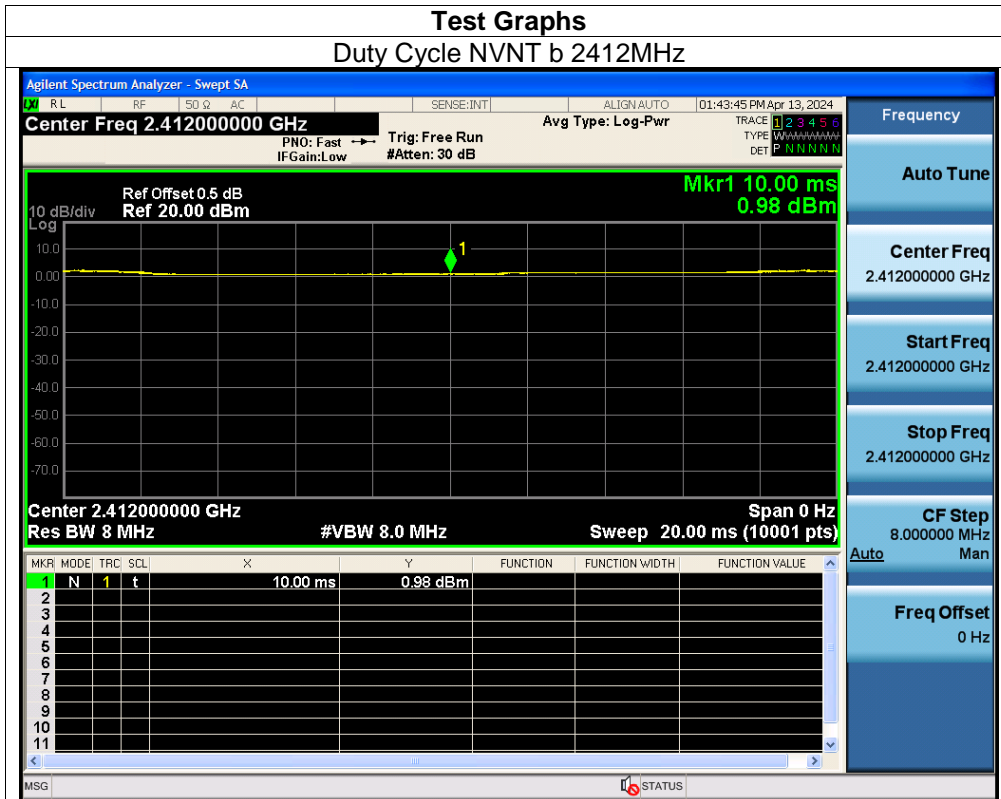 Test Graphs
Duty Cycle NVNT b 2412MHz
Agilent Spectrum Analyzer - Swept SA
LXI RL RF 50 Ω AC SENSE:INT ALIGN AUTO 01:43:45 PM Apr 13, 2024
Center Freq 2.412000000 GHz
PNO: Fast
IFGain:Low
Trig: Free Run
#Atten: 30 dB
Avg Type: Log-Pwr
TRACE 1 2 3 4 5 6
TYPE WWWWWW
DET P N N N N N
Ref Offset 0.5 dB
10 dB/div Ref 20.00 dBm
Log
Mkr1 10.00 ms
0.98 dBm
10.0
0.00
-10.0
-20.0
-30.0
-40.0
-50.0
-60.0
-70.0
1
Center 2.412000000 GHz Span 0 Hz
Res BW 8 MHz #VBW 8.0 MHz Sweep 20.00 ms (10001 pts)
MKR MODE TRC SCL X Y FUNCTION FUNCTION WIDTH FUNCTION VALUE
1 N 1 t 10.00 ms 0.98 dBm
2
3
4
5
6
7
8
9
10
11
MSG STATUS
Frequency
Auto Tune
Center Freq
2.412000000 GHz
Start Freq
2.412000000 GHz
Stop Freq
2.412000000 GHz
CF Step
8.000000 MHz
Auto Man
Freq Offset
0 Hz